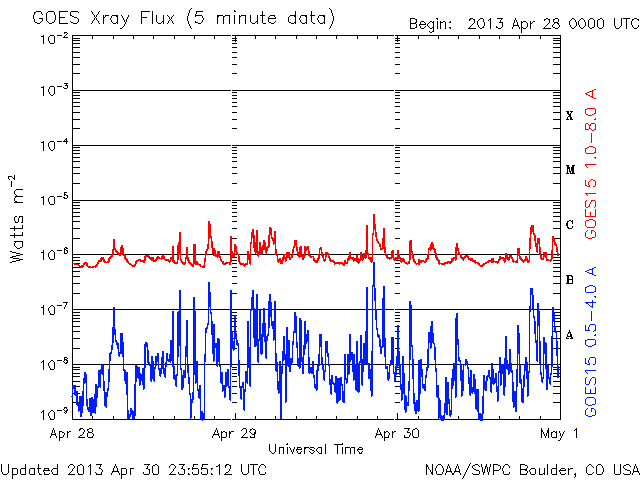 GOES Xray Flux (5 minute data)
Begin: 2013 Apr 28 0000 UTC
10-2
10-3
10-4
10-5
10-6
10-7
10-8
10-9
Watts m-2
X
M
C
B
A
GOES15 1.0-8.0 A
GOES15 0.5-4.0 A
Apr 28
Apr 29
Apr 30
May 1
Universal Time
Updated 2013 Apr 30 23:55:12 UTC
NOAA/SWPC Boulder, CO USA